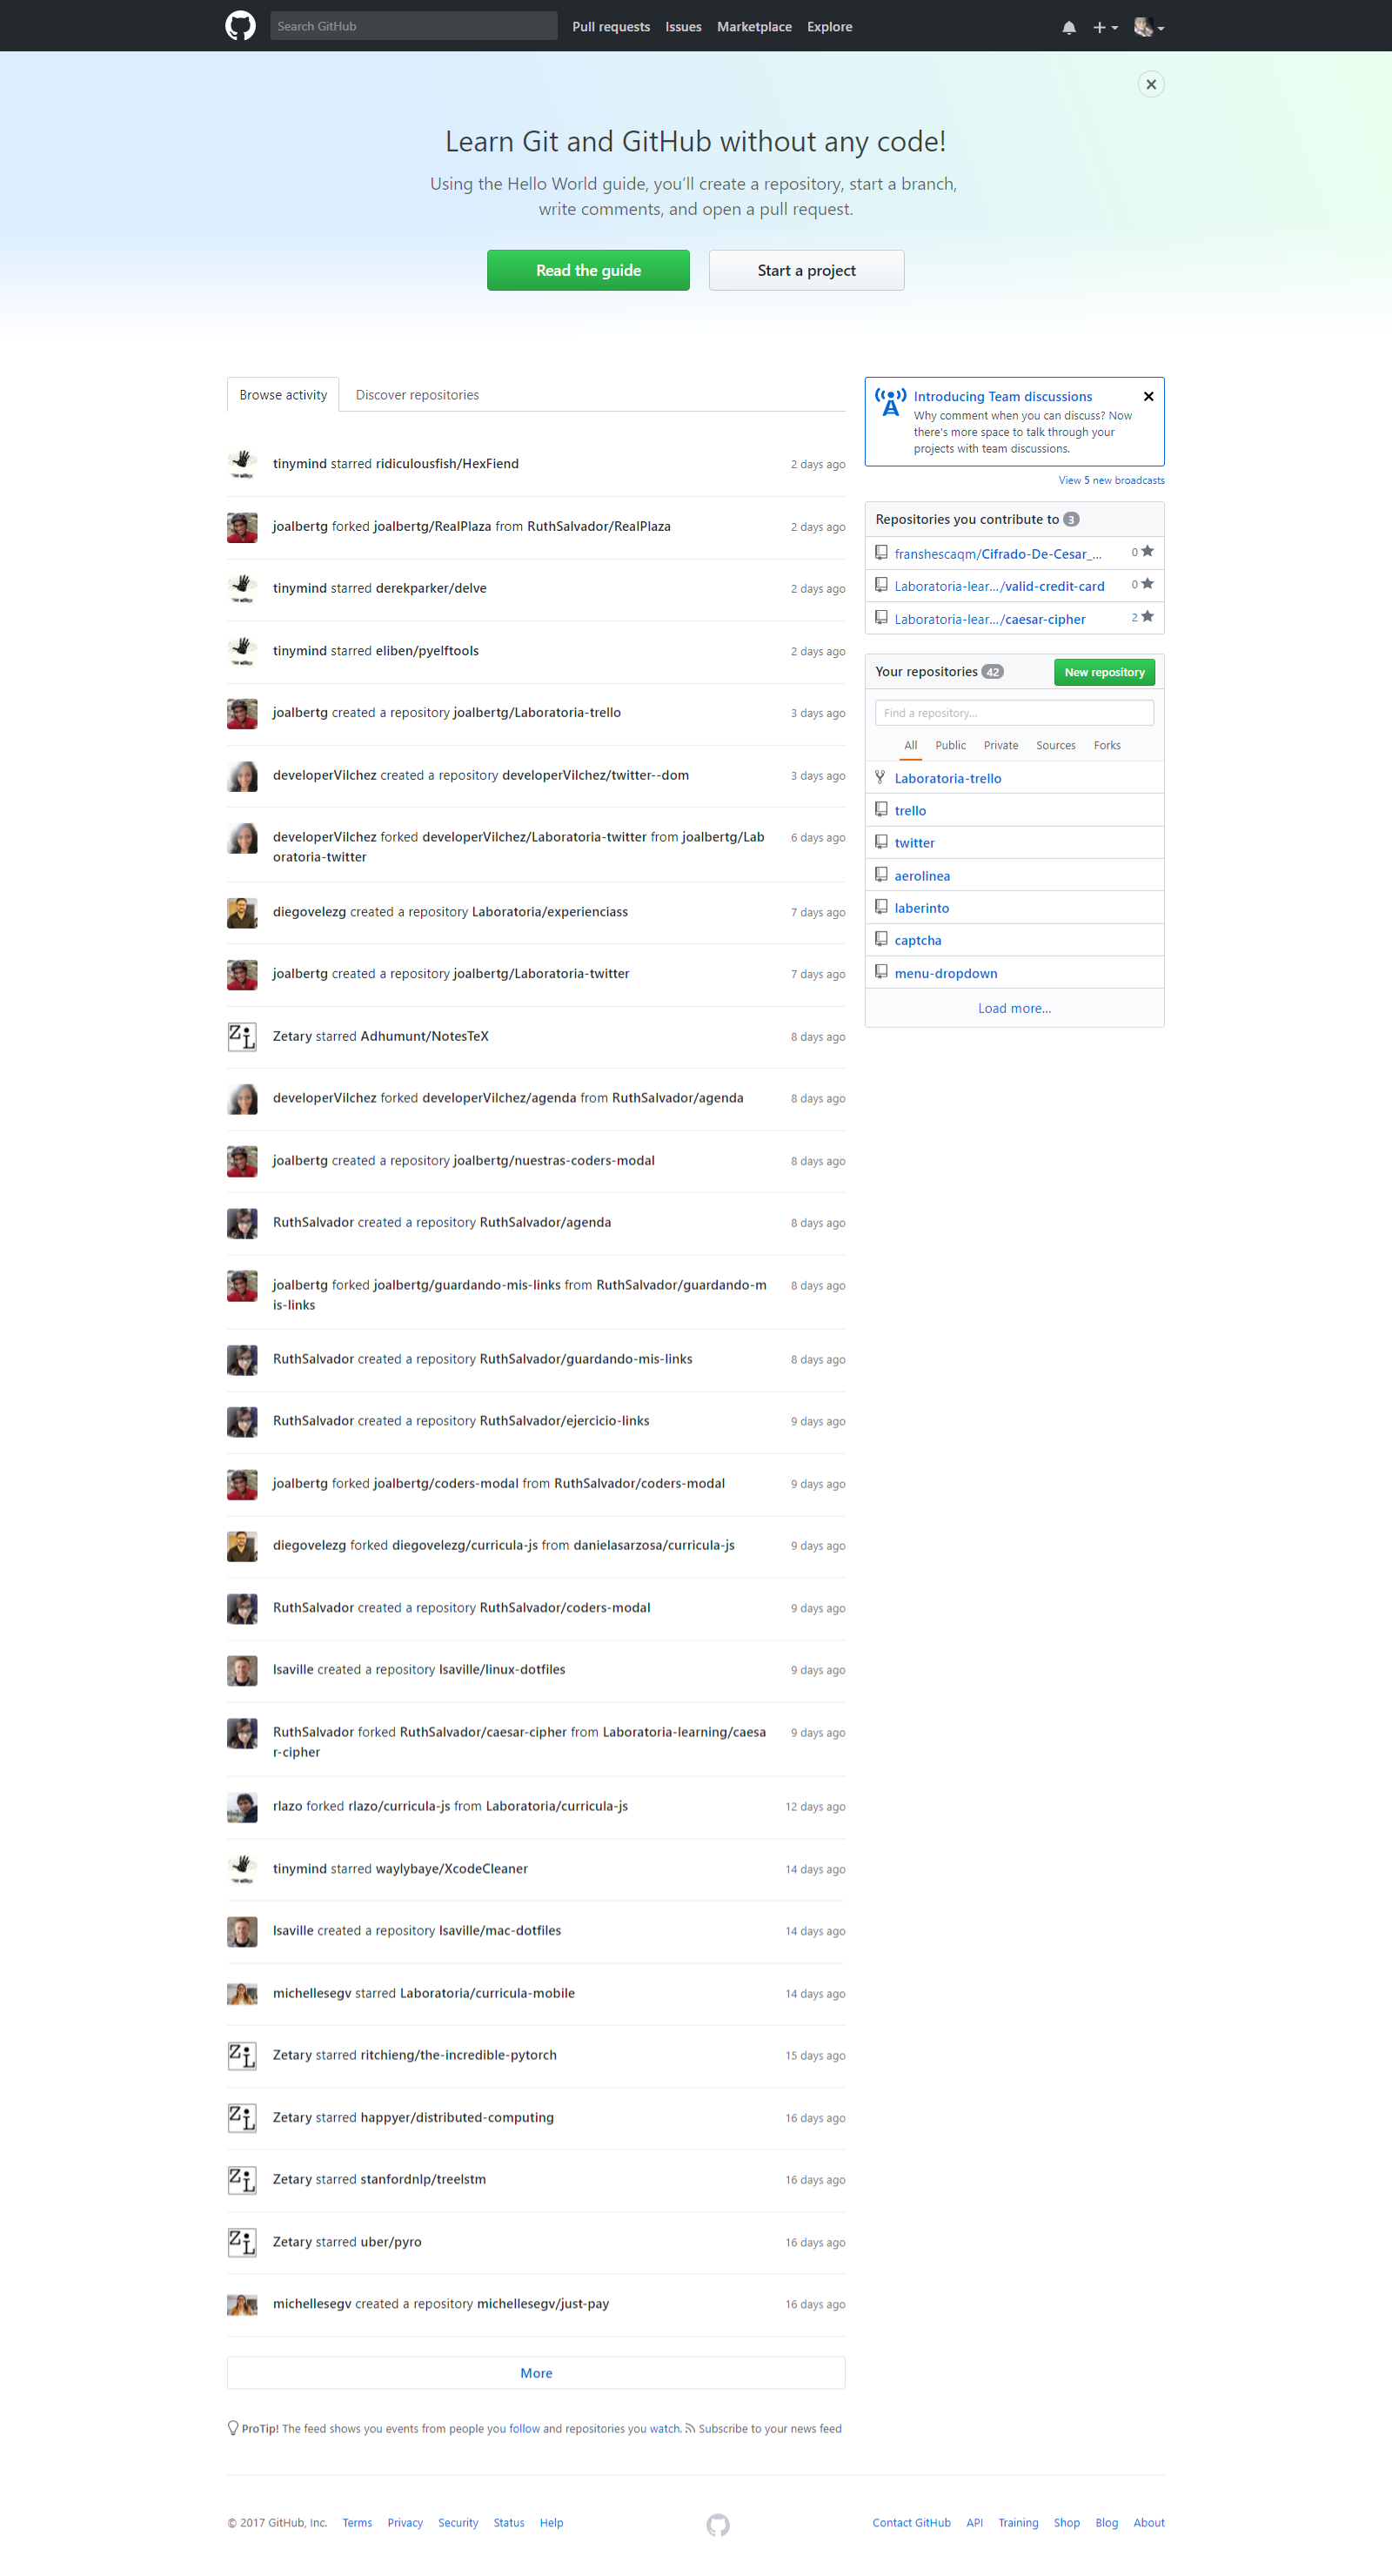 Search GitHub
Pull requests Issues Marketplace Explore
Learn Git and GitHub without any code!
Using the Hello World guide, you’ll create a repository, start a branch,
write comments, and open a pull request.
Read the guide Start a project
Browse activity Discover repositories
tinymind starred ridiculousfish/HexFiend 2 days ago
joalbertg forked joalbertg/RealPlaza from RuthSalvador/RealPlaza 2 days ago
tinymind starred derekparker/delve 2 days ago
tinymind starred eliben/pyelftools 2 days ago
joalbertg created a repository joalbertg/Laboratoria-trello 3 days ago
developerVilchez created a repository developerVilchez/twitter--dom 3 days ago
developerVilchez forked developerVilchez/Laboratoria-twitter from joalbertg/Lab 6 days ago
oratoria-twitter
diegovelezg created a repository Laboratoria/experienciass 7 days ago
joalbertg created a repository joalbertg/Laboratoria-twitter 7 days ago
Zetary starred Adhumunt/NotesTeX 8 days ago
developerVilchez forked developerVilchez/agenda from RuthSalvador/agenda 8 days ago
joalbertg created a repository joalbertg/nuestras-coders-modal 8 days ago
RuthSalvador created a repository RuthSalvador/agenda 8 days ago
joalbertg forked joalbertg/guardando-mis-links from RuthSalvador/guardando-m 8 days ago
is-links
RuthSalvador created a repository RuthSalvador/guardando-mis-links 8 days ago
RuthSalvador created a repository RuthSalvador/ejercicio-links 9 days ago
joalbertg forked joalbertg/coders-modal from RuthSalvador/coders-modal 9 days ago
diegovelezg forked diegovelezg/curricula-js from danielasarzosa/curricula-js 9 days ago
RuthSalvador created a repository RuthSalvador/coders-modal 9 days ago
lsaville created a repository lsaville/linux-dotfiles 9 days ago
RuthSalvador forked RuthSalvador/caesar-cipher from Laboratoria-learning/caesa 9 days ago
r-cipher
rlazo forked rlazo/curricula-js from Laboratoria/curricula-js 12 days ago
tinymind starred waylybaye/XcodeCleaner 14 days ago
lsaville created a repository lsaville/mac-dotfiles 14 days ago
michellesegv starred Laboratoria/curricula-mobile 14 days ago
Zetary starred ritchieng/the-incredible-pytorch 15 days ago
Zetary starred happyer/distributed-computing 16 days ago
Zetary starred stanfordnlp/treelstm 16 days ago
Zetary starred uber/pyro 16 days ago
michellesegv created a repository michellesegv/just-pay 16 days ago
More
ProTip! The feed shows you events from people you follow and repositories you watch. Subscribe to your news feed
Introducing Team discussions
Why comment when you can discuss? Now
there's more space to talk through your
projects with team discussions.
View 5 new broadcasts
Repositories you contribute to 3
franshescaqm/Cifrado-De-Cesar_... 0
Laboratoria-lear.../valid-credit-card 0
Laboratoria-lear.../caesar-cipher 2
Your repositories 42 New repository
Find a repository...
All Public Private Sources Forks
Laboratoria-trello
trello
twitter
aerolinea
laberinto
captcha
menu-dropdown
Load more...
© 2017 GitHub, Inc. Terms Privacy Security Status Help
Contact GitHub API Training Shop Blog About